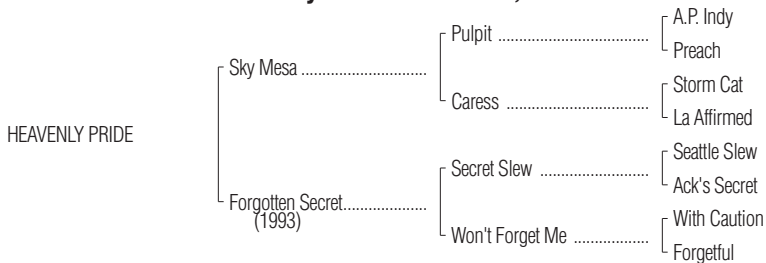 A.P. Indy
Pulpit ............................................
Preach
Sky Mesa ....................................
Storm Cat
Caress ..........................................
La Affirmed
HEAVENLY PRIDE
Seattle Slew
Secret Slew ................................
Ack's Secret
Forgotten Secret........................
(1993)
With Caution
Won't Forget Me ......................
Forgetful